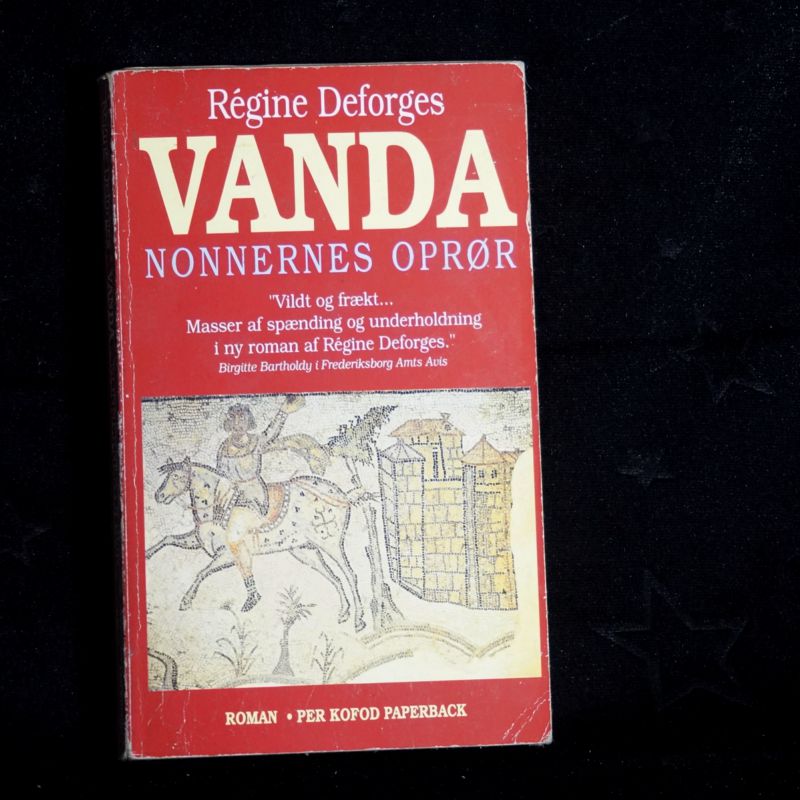 Régine Deforges
VANDA
NONNERNES OPRØR
"Vildt og frækt...
Masser af spænding og underholdning
i ny roman af Régine Deforges."
Birgitte Bartholdy i Frederiksborg Amts Avis
ROMAN • PER KOFOD PAPERBACK